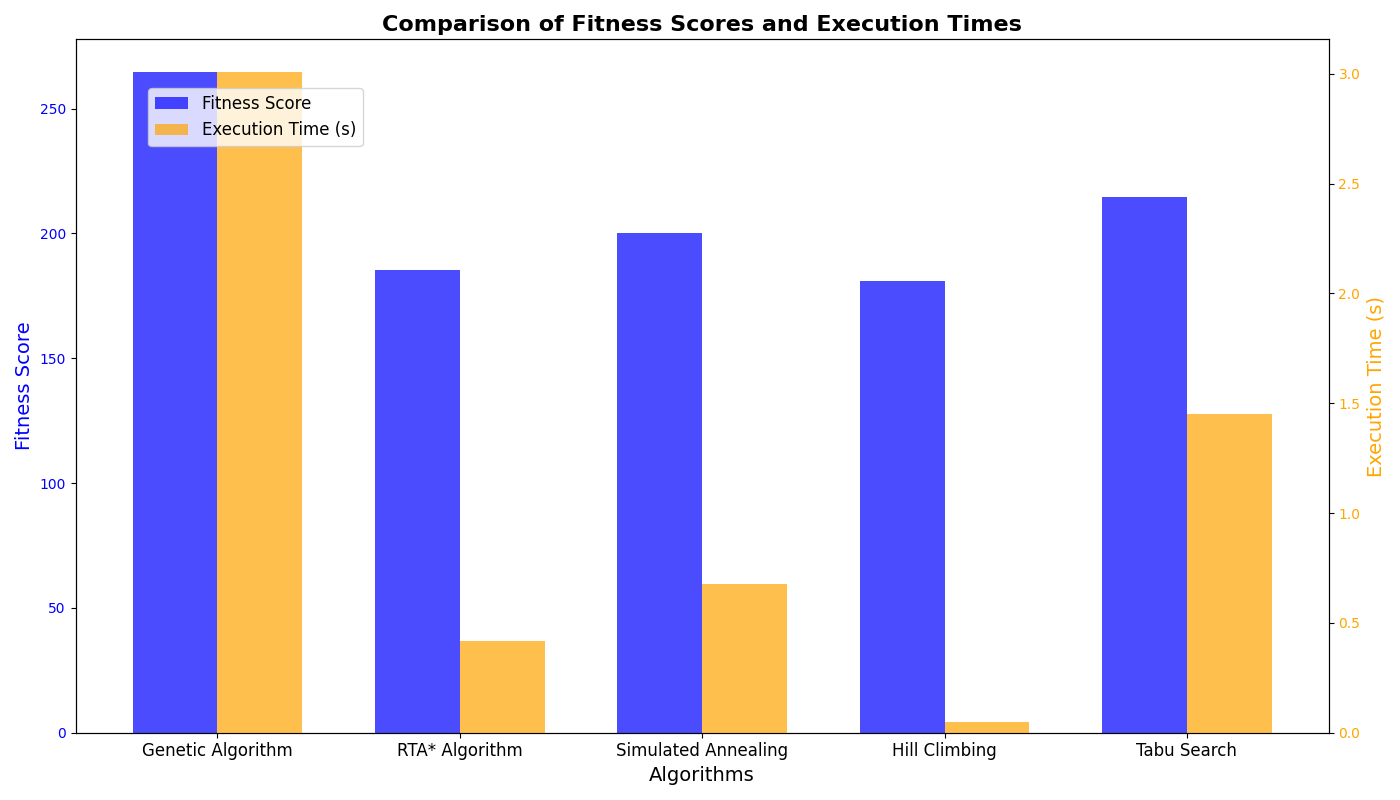 Comparison of Fitness Scores and Execution Times
Fitness Score
Execution Time (s)
Fitness Score
250
200
150
100
50
0
3.0
2.5
2.0
1.5
1.0
0.5
0.0
Execution Time (s)
Genetic Algorithm
RTA* Algorithm
Simulated Annealing
Hill Climbing
Tabu Search
Algorithms